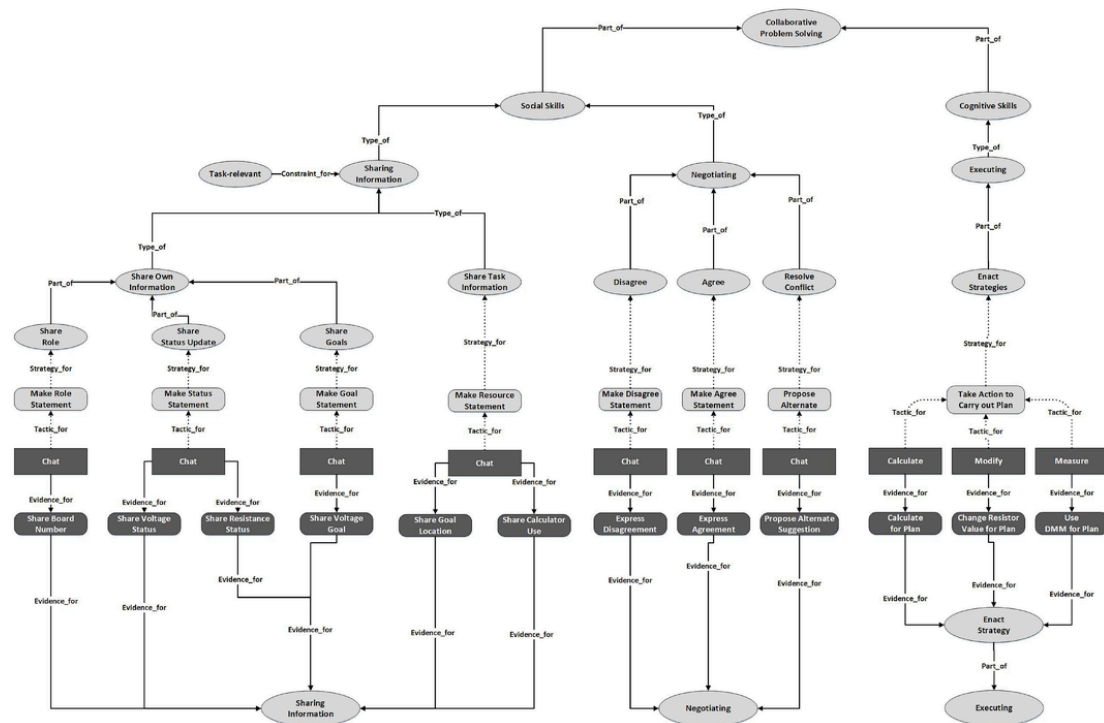 Collaborative
Problem Solving
Part_of
Part_of
Social Skills
Cognitive Skills
Type_of
Type_of
Type_of
Task-relevant
Constraint_for
Sharing
Information
Negotiating
Executing
Type_of
Type_of
Part_of
Part_of
Part_of
Part_of
Share Own
Information
Share Task
Information
Disagree
Agree
Resolve
Conflict
Enact
Strategies
Part_of
Part_of
Part_of
Share
Role
Share
Status Update
Share
Goals
Strategy_for
Strategy_for
Strategy_for
Strategy_for
Strategy_for
Strategy_for
Strategy_for
Strategy_for
Make Role
Statement
Make Status
Statement
Make Goal
Statement
Make Resource
Statement
Make Disagree
Statement
Make Agree
Statement
Propose
Alternate
Take Action to
Carry out Plan
Tactic_for
Tactic_for
Tactic_for
Tactic_for
Tactic_for
Tactic_for
Tactic_for
Tactic_for
Tactic_for
Tactic_for
Chat
Chat
Chat
Chat
Chat
Chat
Chat
Calculate
Modify
Measure
Evidence_for
Evidence_for
Evidence_for
Evidence_for
Evidence_for
Evidence_for
Evidence_for
Evidence_for
Evidence_for
Evidence_for
Evidence_for
Evidence_for
Share Board
Number
Share Voltage
Status
Share Resistance
Status
Share Voltage
Goal
Share Goal
Location
Share Calculator
Use
Express
Disagreement
Express
Agreement
Propose Alternate
Suggestion
Calculate
for Plan
Change Resistor
Value for Plan
Use
DMM for Plan
Evidence_for
Evidence_for
Evidence_for
Evidence_for
Evidence_for
Evidence_for
Evidence_for
Evidence_for
Evidence_for
Evidence_for
Evidence_for
Evidence_for
Enact
Strategy
Part_of
Sharing
Information
Negotiating
Executing